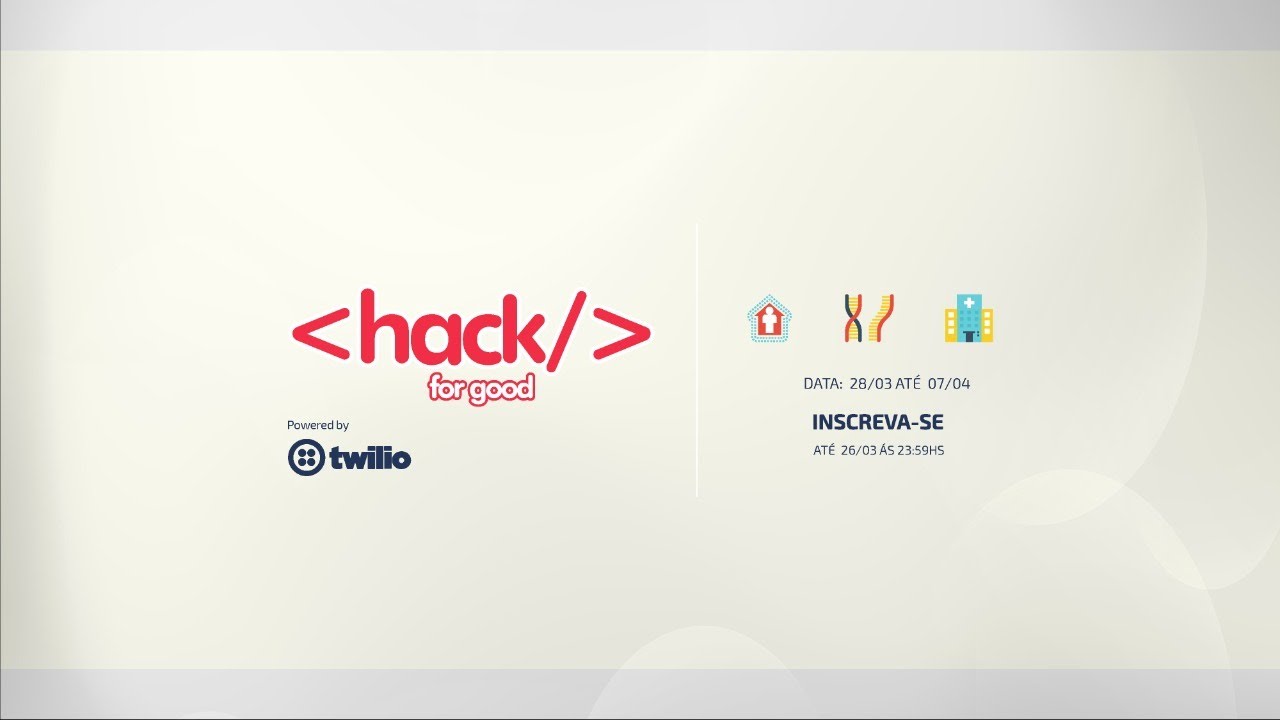 <hack/>
for good
Powered by
twilio
DATA: 28/03 ATÉ 07/04
INSCREVA-SE
ATÉ 26/03 ÁS 23:59HS